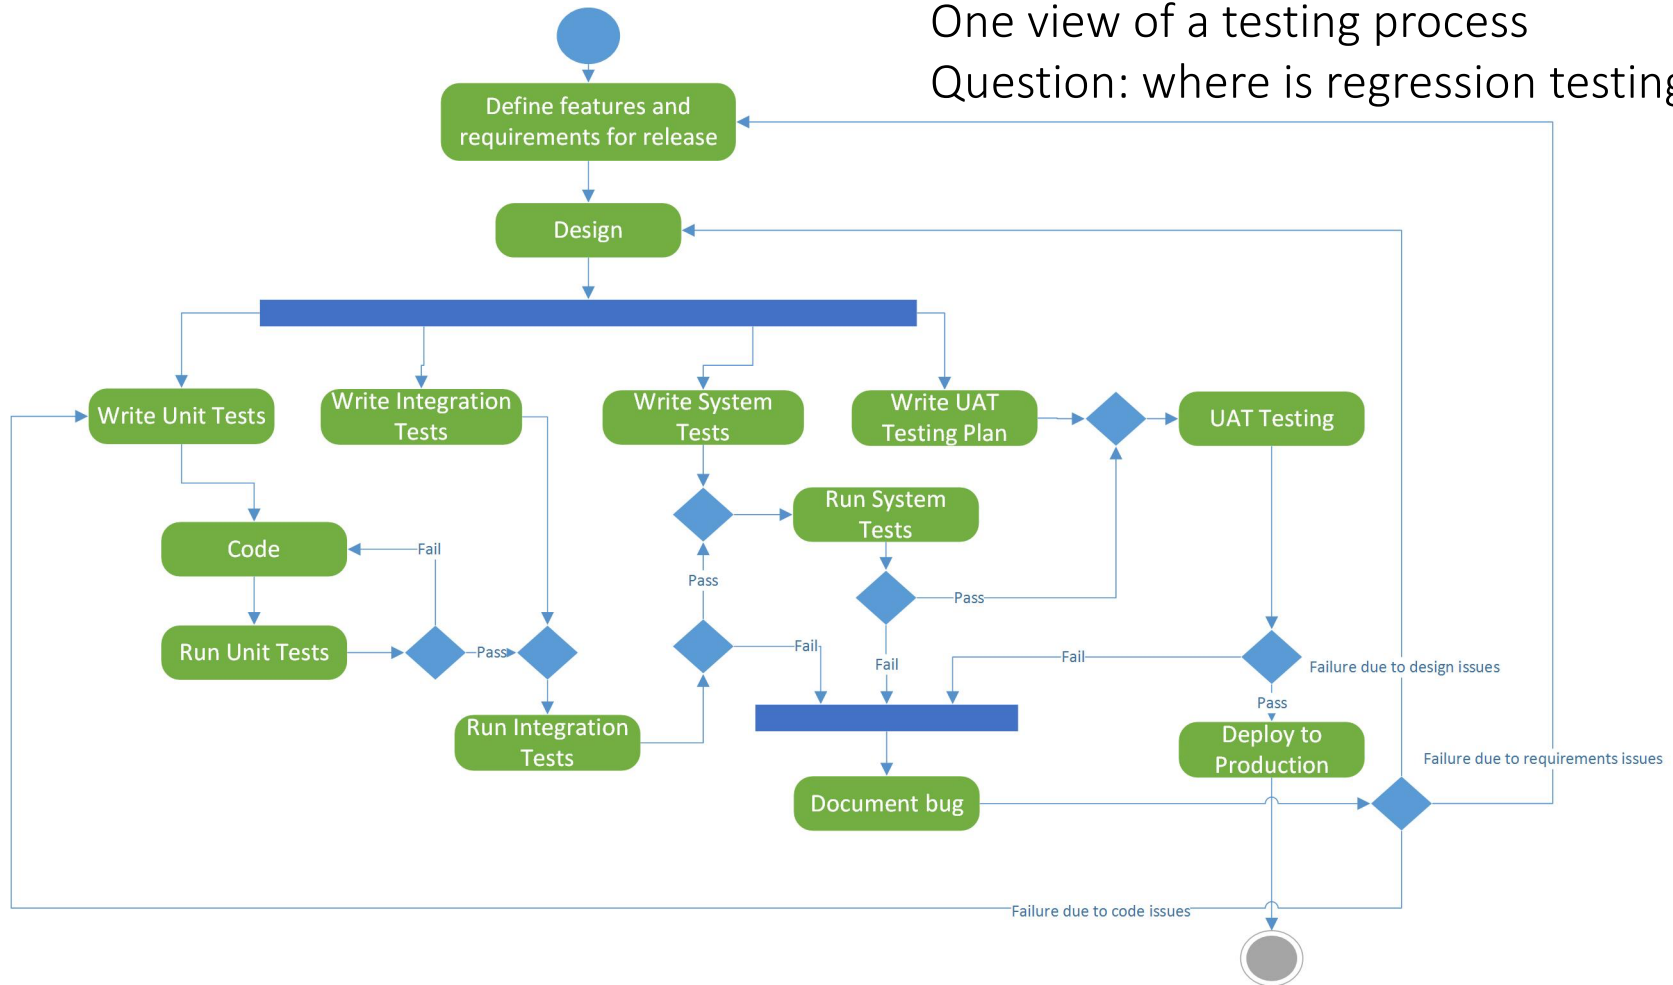 One view of a testing process
Question: where is regression testing
Define features and
requirements for release
Design
Write Unit Tests
Write Integration
Tests
Write System
Tests
Write UAT
Testing Plan
UAT Testing
Run System
Tests
Code
Fail
Pass
Pass
Run Unit Tests
Pass
Fail
Fail
Fail
Failure due to design issues
Pass
Run Integration
Tests
Deploy to
Production
Failure due to requirements issues
Document bug
Failure due to code issues